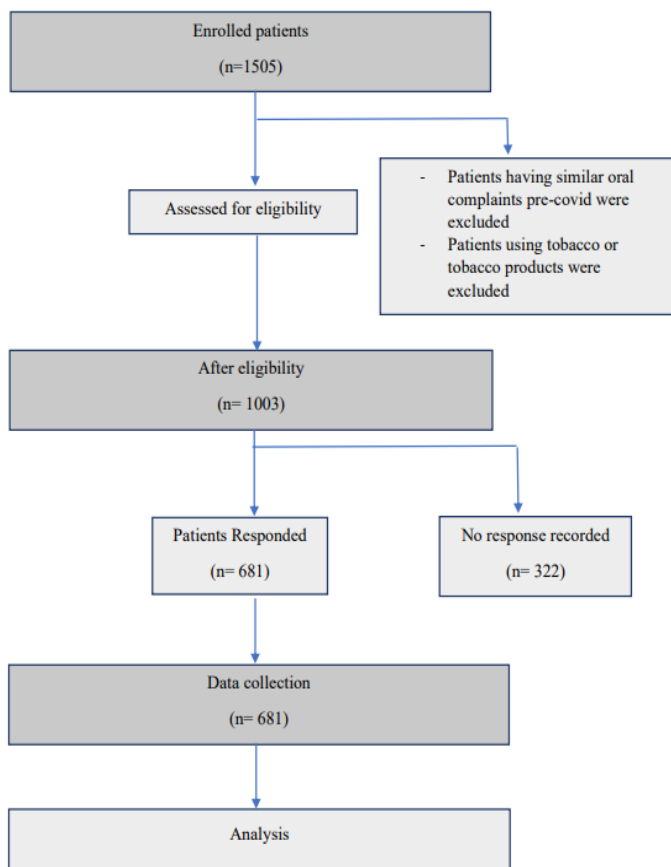 Enrolled patients
(n=1505)
- Patients having similar oral
complaints pre-covid were
excluded
- Patients using tobacco or
tobacco products were
excluded
Assessed for eligibility
After eligibility
(n= 1003)
Patients Responded
(n= 681)
No response recorded
(n= 322)
Data collection
(n= 681)
Analysis